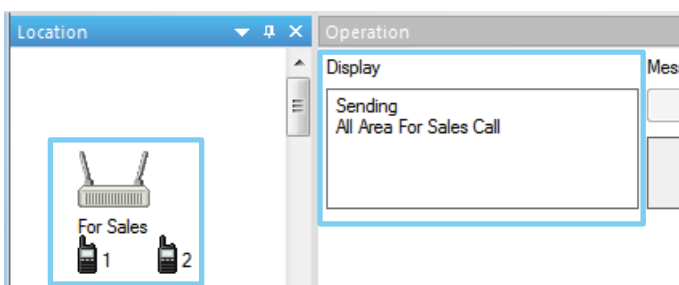 Location
Operation
Display
Sending
All Area For Sales Call
For Sales
1
2